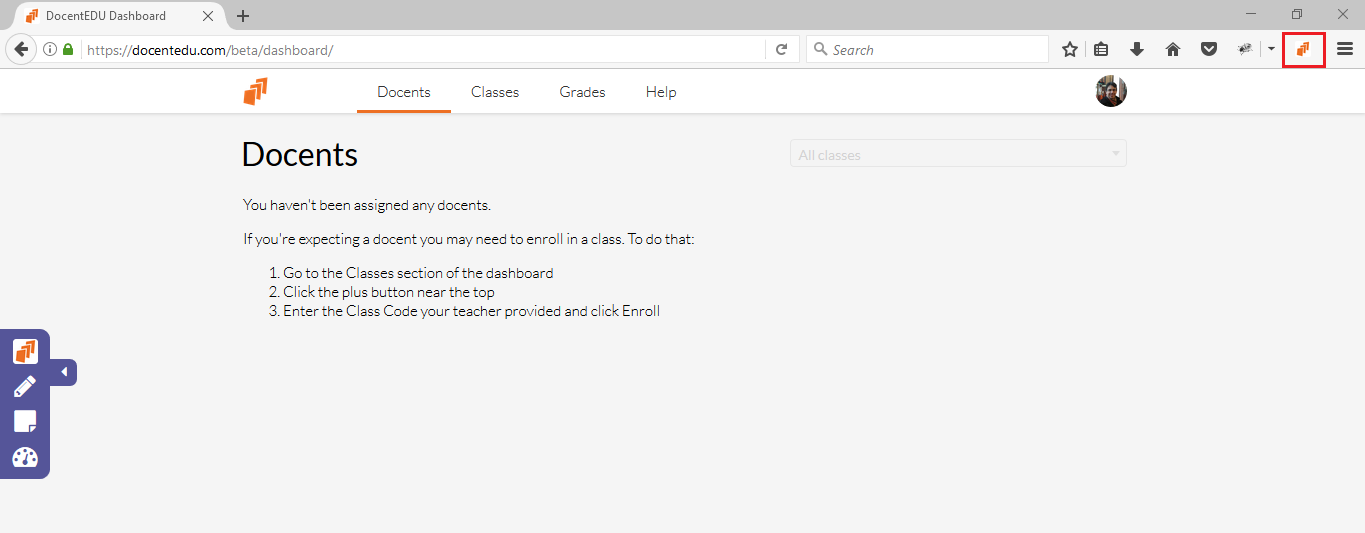 DocentEDU Dashboard
https://docentedu.com/beta/dashboard/
Search
Docents Classes Grades Help
Docents
All classes
You haven't been assigned any docents.
If you're expecting a docent you may need to enroll in a class. To do that:
1. Go to the Classes section of the dashboard
2. Click the plus button near the top
3. Enter the Class Code your teacher provided and click Enroll